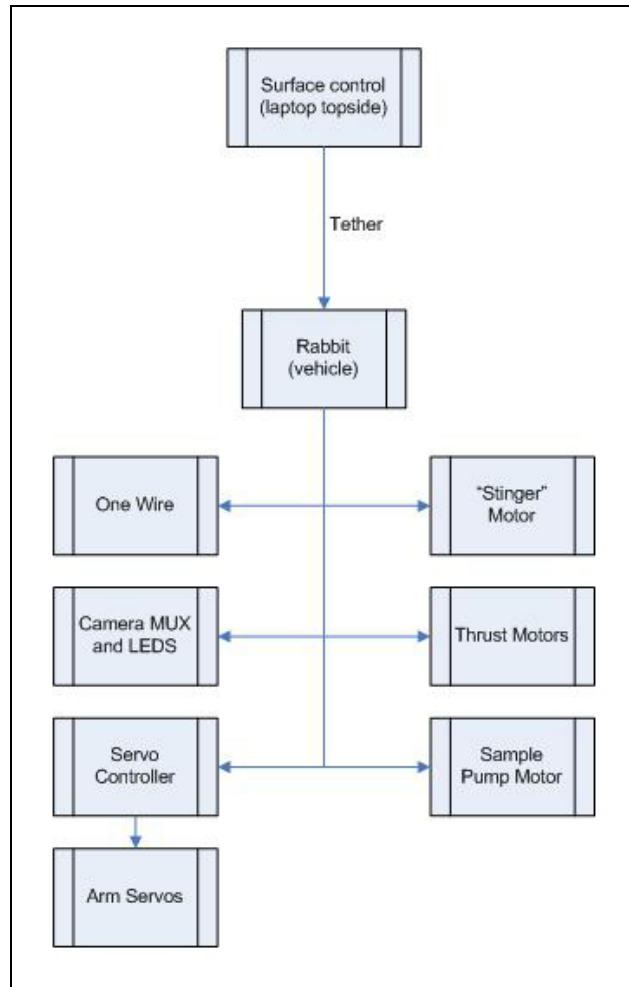 Surface control
(laptop topside)
Tether
Rabbit
(vehicle)
One Wire
“Stinger”
Motor
Camera MUX
and LEDS
Thrust Motors
Servo
Controller
Sample
Pump Motor
Arm Servos